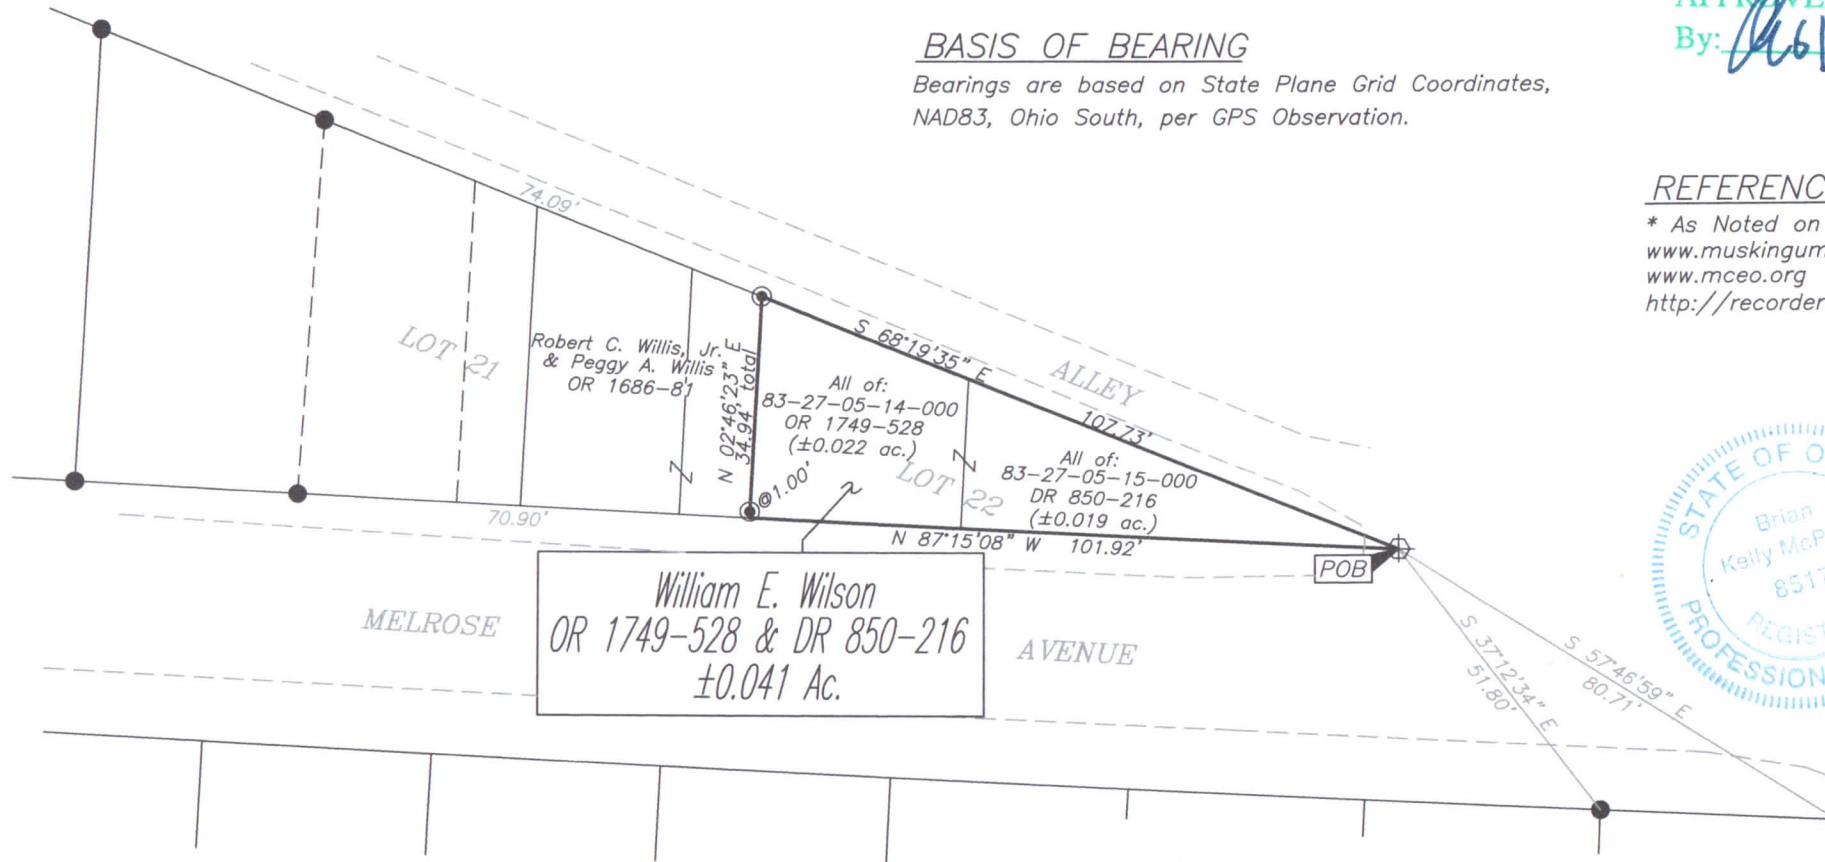 BASIS OF BEARING
Bearings are based on State Plane Grid Coordinates,
NAD83, Ohio South, per GPS Observation.
By:
REFERENC
* As Noted on
www.muskingum
www.mceo.org
http://recorder
74.09'
LOT 21
Robert C. Willis, Jr.
& Peggy A. Willis
OR 1686-81
N 02°46'23" E
34.94' total
S 68°19'35" E
107.73'
ALLEY
All of:
83-27-05-14-000
OR 1749-528
(±0.022 ac.)
@1.00'
LOT 22
All of:
83-27-05-15-000
DR 850-216
(±0.019 ac.)
70.90'
N 87°15'08" W 101.92'
POB
William E. Wilson
OR 1749-528 & DR 850-216
±0.041 Ac.
MELROSE
AVENUE
S 37°12'34" E
51.80'
S 57°46'59" E
80.71'
STATE OF O
Brian
Kelly McP
8517
REGIST
PROFESSION